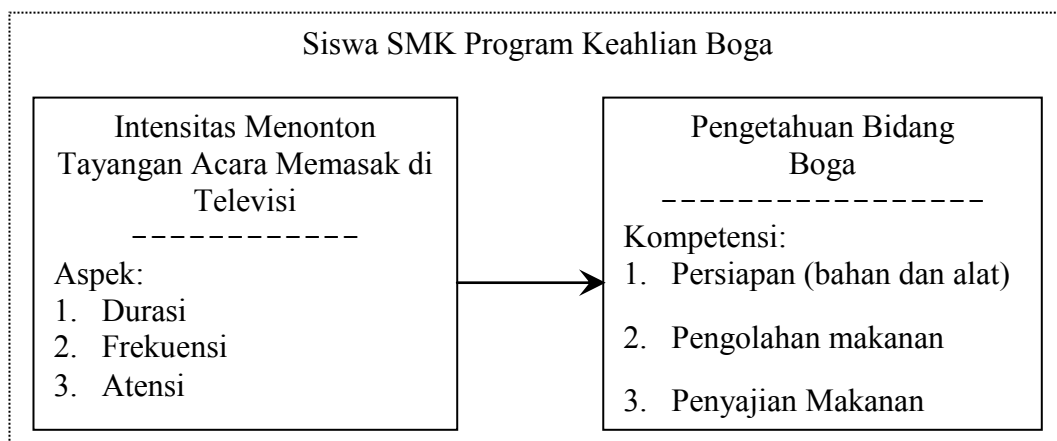 Siswa SMK Program Keahlian Boga
Intensitas Menonton
Tayangan Acara Memasak di
Televisi
------------
Aspek:
1. Durasi
2. Frekuensi
3. Atensi
Pengetahuan Bidang
Boga
-----------------
Kompetensi:
1. Persiapan (bahan dan alat)
2. Pengolahan makanan
3. Penyajian Makanan